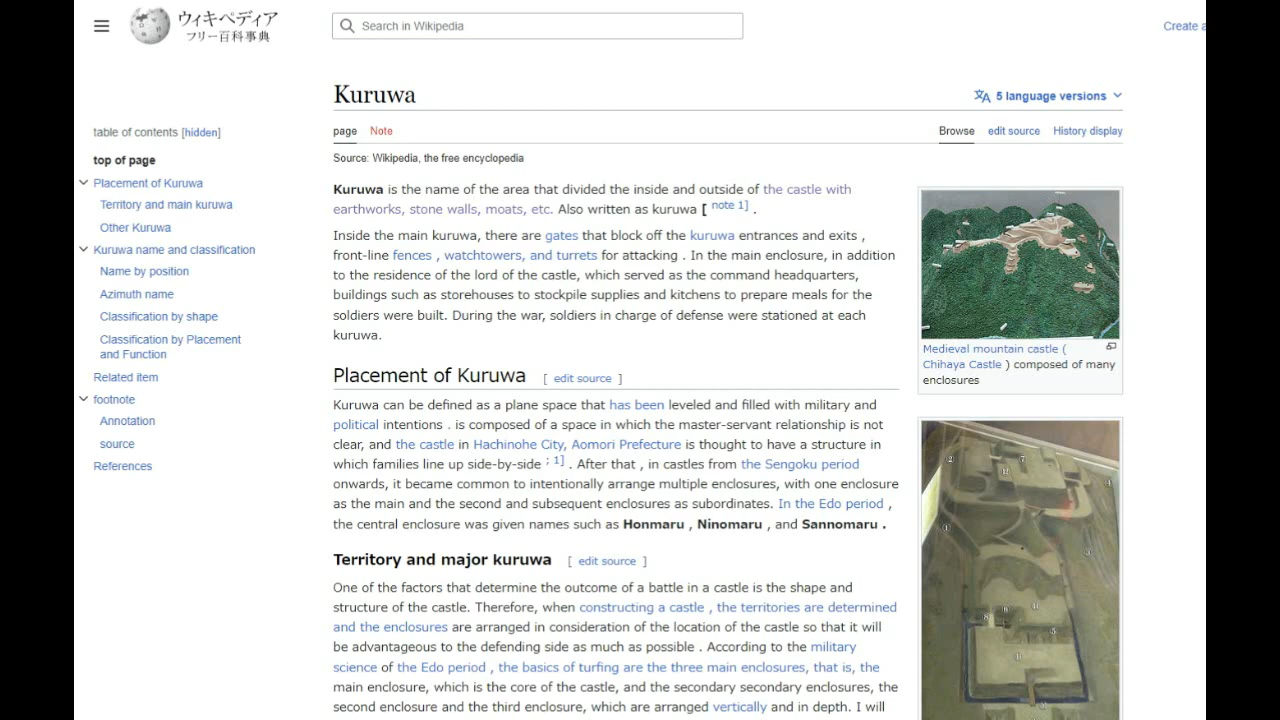 ウィキペディア
フリー百科事典
Search in Wikipedia
Create a
Kuruwa
5 language versions
page Note
Browse edit source History display
Source: Wikipedia, the free encyclopedia
table of contents [hidden]
top of page
Placement of Kuruwa
Territory and main kuruwa
Other Kuruwa
Kuruwa name and classification
Name by position
Azimuth name
Classification by shape
Classification by Placement
and Function
Related item
footnote
Annotation
source
References
Kuruwa is the name of the area that divided the inside and outside of the castle with
earthworks, stone walls, moats, etc. Also written as kuruwa [ note 1] .
Inside the main kuruwa, there are gates that block off the kuruwa entrances and exits ,
front-line fences , watchtowers, and turrets for attacking . In the main enclosure, in addition
to the residence of the lord of the castle, which served as the command headquarters,
buildings such as storehouses to stockpile supplies and kitchens to prepare meals for the
soldiers were built. During the war, soldiers in charge of defense were stationed at each
kuruwa.
Medieval mountain castle (
Chihaya Castle ) composed of many
enclosures
Placement of Kuruwa [ edit source ]
Kuruwa can be defined as a plane space that has been leveled and filled with military and
political intentions . is composed of a space in which the master-servant relationship is not
clear, and the castle in Hachinohe City, Aomori Prefecture is thought to have a structure in
which families line up side-by-side ; 1] . After that , in castles from the Sengoku period
onwards, it became common to intentionally arrange multiple enclosures, with one enclosure
as the main and the second and subsequent enclosures as subordinates. In the Edo period ,
the central enclosure was given names such as Honmaru , Ninomaru , and Sannomaru .
Territory and major kuruwa [ edit source ]
One of the factors that determine the outcome of a battle in a castle is the shape and
structure of the castle. Therefore, when constructing a castle , the territories are determined
and the enclosures are arranged in consideration of the location of the castle so that it will
be advantageous to the defending side as much as possible . According to the military
science of the Edo period , the basics of turfing are the three main enclosures, that is, the
main enclosure, which is the core of the castle, and the secondary secondary enclosures, the
second enclosure and the third enclosure, which are arranged vertically and in depth. I will